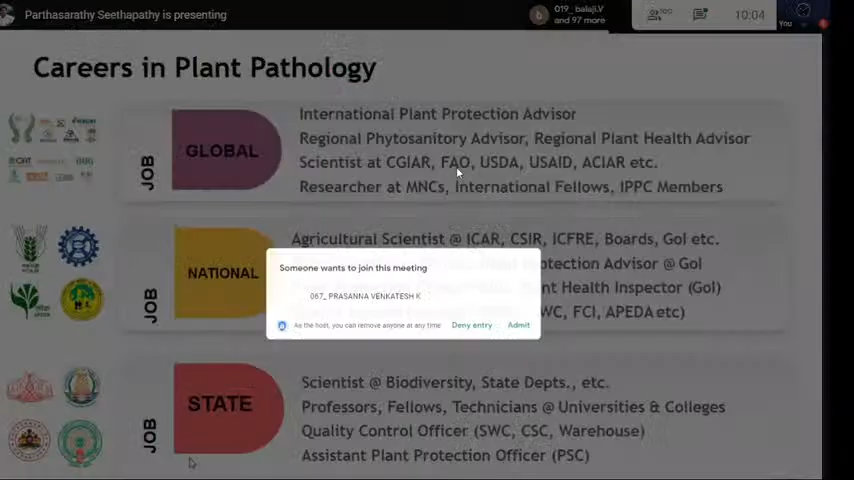 Parthasarathy Seethapathy is presenting
019_ balaji.V
and 97 more
10:04
You
Careers in Plant Pathology
JOB
GLOBAL
International Plant Protection Advisor
Regional Phytosanitory Advisor, Regional Plant Health Advisor
Scientist at CGIAR, FAO, USDA, USAID, ACIAR etc.
Researcher at MNCs, International Fellows, IPPC Members
JOB
NATIONAL
Agricultural Scientist @ ICAR, CSIR, ICFRE, Boards, GoI etc.
Advisor @ GoI
Health Inspector (GoI)
FCI, APEDA etc)
Someone wants to join this meeting
067_ PRASANNA VENKATESH K
As the host, you can remove anyone at any time
Deny entry
Admit
JOB
STATE
Scientist @ Biodiversity, State Depts., etc.
Professors, Fellows, Technicians @ Universities & Colleges
Quality Control Officer (SWC, CSC, Warehouse)
Assistant Plant Protection Officer (PSC)